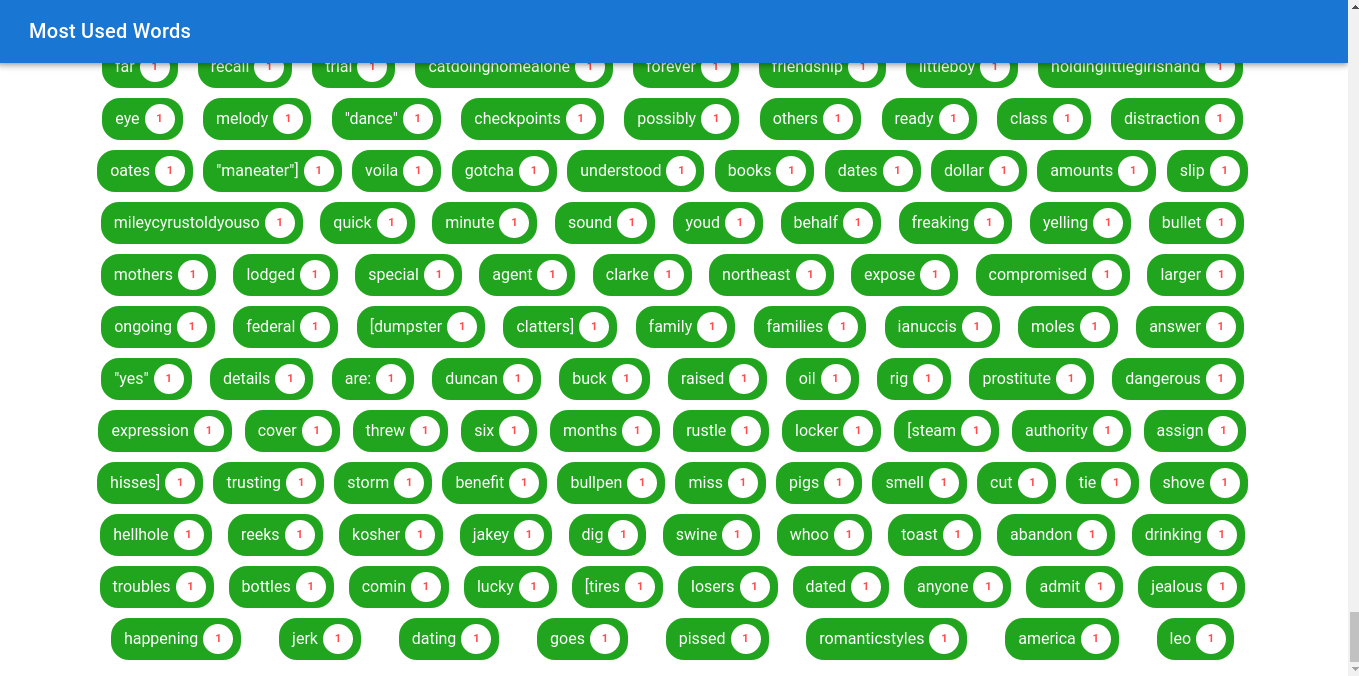 Most Used Words
far 1 recall 1 trial 1 catdoinghomealone 1 forever 1 friendship 1 littleboy 1 holdinglittlegirlshand 1
eye 1 melody 1 "dance" 1 checkpoints 1 possibly 1 others 1 ready 1 class 1 distraction 1
oates 1 "maneater"] 1 voila 1 gotcha 1 understood 1 books 1 dates 1 dollar 1 amounts 1 slip 1
mileycyrustoldyouso 1 quick 1 minute 1 sound 1 youd 1 behalf 1 freaking 1 yelling 1 bullet 1
mothers 1 lodged 1 special 1 agent 1 clarke 1 northeast 1 expose 1 compromised 1 larger 1
ongoing 1 federal 1 [dumpster 1 clatters] 1 family 1 families 1 ianuccis 1 moles 1 answer 1
"yes" 1 details 1 are: 1 duncan 1 buck 1 raised 1 oil 1 rig 1 prostitute 1 dangerous 1
expression 1 cover 1 threw 1 six 1 months 1 rustle 1 locker 1 [steam 1 authority 1 assign 1
hisses] 1 trusting 1 storm 1 benefit 1 bullpen 1 miss 1 pigs 1 smell 1 cut 1 tie 1 shove 1
hellhole 1 reeks 1 kosher 1 jakey 1 dig 1 swine 1 whoo 1 toast 1 abandon 1 drinking 1
troubles 1 bottles 1 comin 1 lucky 1 [tires 1 losers 1 dated 1 anyone 1 admit 1 jealous 1
happening 1 jerk 1 dating 1 goes 1 pissed 1 romanticstyles 1 america 1 leo 1